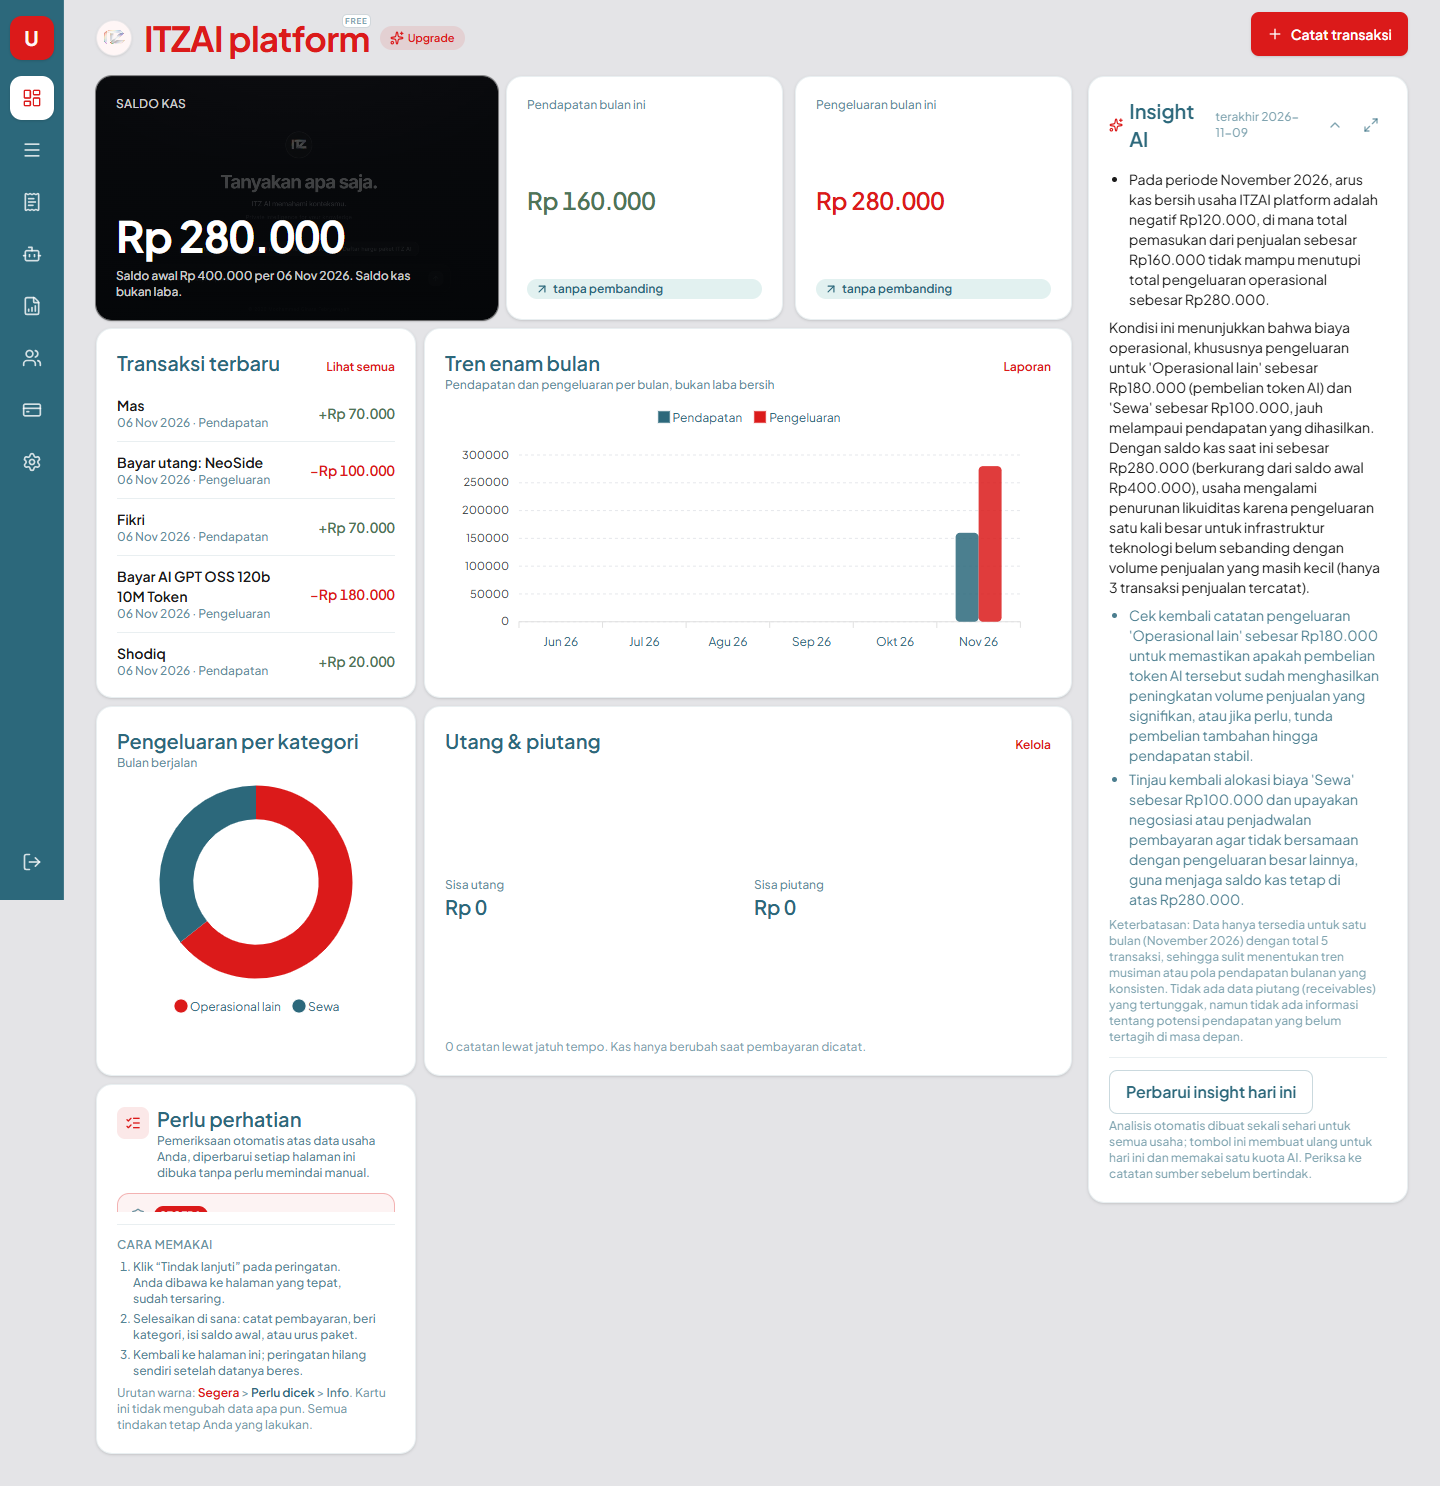 U
ITZAI platform
FREE
Upgrade
Catat transaksi
SALDO KAS
ITZ
Tanyakan apa saja.
Rp 280.000
Saldo awal Rp 400.000 per 06 Nov 2026. Saldo kas
bukan laba.
Pendapatan bulan ini
Rp 160.000
tanpa pembanding
Pengeluaran bulan ini
Rp 280.000
tanpa pembanding
Transaksi terbaru
Lihat semua
Mas
06 Nov 2026 · Pendapatan
+Rp 70.000
Bayar utang: NeoSide
06 Nov 2026 · Pengeluaran
−Rp 100.000
Fikri
06 Nov 2026 · Pendapatan
+Rp 70.000
Bayar AI GPT OSS 120b
10M Token
06 Nov 2026 · Pengeluaran
−Rp 180.000
Shodiq
06 Nov 2026 · Pendapatan
+Rp 20.000
Tren enam bulan
Laporan
Pendapatan dan pengeluaran per bulan, bukan laba bersih
Pendapatan
Pengeluaran
300000
250000
200000
150000
100000
50000
0
Jun 26
Jul 26
Agu 26
Sep 26
Okt 26
Nov 26
Pengeluaran per kategori
Bulan berjalan
Operasional lain
Sewa
Utang & piutang
Kelola
Sisa utang
Rp 0
Sisa piutang
Rp 0
0 catatan lewat jatuh tempo. Kas hanya berubah saat pembayaran dicatat.
Perlu perhatian
Pemeriksaan otomatis atas data usaha
Anda, diperbarui setiap halaman ini
dibuka tanpa perlu memindai manual.
CARA MEMAKAI
1. Klik “Tindak lanjuti” pada peringatan.
Anda dibawa ke halaman yang tepat,
sudah tersaring.
2. Selesaikan di sana: catat pembayaran, beri
kategori, isi saldo awal, atau urus paket.
3. Kembali ke halaman ini; peringatan hilang
sendiri setelah datanya beres.
Urutan warna: Segera > Perlu dicek > Info. Kartu
ini tidak mengubah data apa pun. Semua
tindakan tetap Anda yang lakukan.
Insight
AI
terakhir 2026-
11-09
• Pada periode November 2026, arus
kas bersih usaha ITZAI platform adalah
negatif Rp120.000, di mana total
pemasukan dari penjualan sebesar
Rp160.000 tidak mampu menutupi
total pengeluaran operasional
sebesar Rp280.000.
Kondisi ini menunjukkan bahwa biaya
operasional, khususnya pengeluaran
untuk 'Operasional lain' sebesar
Rp180.000 (pembelian token AI) dan
'Sewa' sebesar Rp100.000, jauh
melampaui pendapatan yang dihasilkan.
Dengan saldo kas saat ini sebesar
Rp280.000 (berkurang dari saldo awal
Rp400.000), usaha mengalami
penurunan likuiditas karena pengeluaran
satu kali besar untuk infrastruktur
teknologi belum sebanding dengan
volume penjualan yang masih kecil (hanya
3 transaksi penjualan tercatat).
• Cek kembali catatan pengeluaran
'Operasional lain' sebesar Rp180.000
untuk memastikan apakah pembelian
token AI tersebut sudah menghasilkan
peningkatan volume penjualan yang
signifikan, atau jika perlu, tunda
pembelian tambahan hingga
pendapatan stabil.
• Tinjau kembali alokasi biaya 'Sewa'
sebesar Rp100.000 dan upayakan
negosiasi atau penjadwalan
pembayaran agar tidak bersamaan
dengan pengeluaran besar lainnya,
guna menjaga saldo kas tetap di
atas Rp280.000.
Keterbatasan: Data hanya tersedia untuk satu
bulan (November 2026) dengan total 5
transaksi, sehingga sulit menentukan tren
musiman atau pola pendapatan bulanan yang
konsisten. Tidak ada data piutang (receivables)
yang tertunggak, namun tidak ada informasi
tentang potensi pendapatan yang belum
tertagih di masa depan.
Perbarui insight hari ini
Analisis otomatis dibuat sekali sehari untuk
semua usaha; tombol ini membuat ulang untuk
hari ini dan memakai satu kuota AI. Periksa ke
catatan sumber sebelum bertindak.